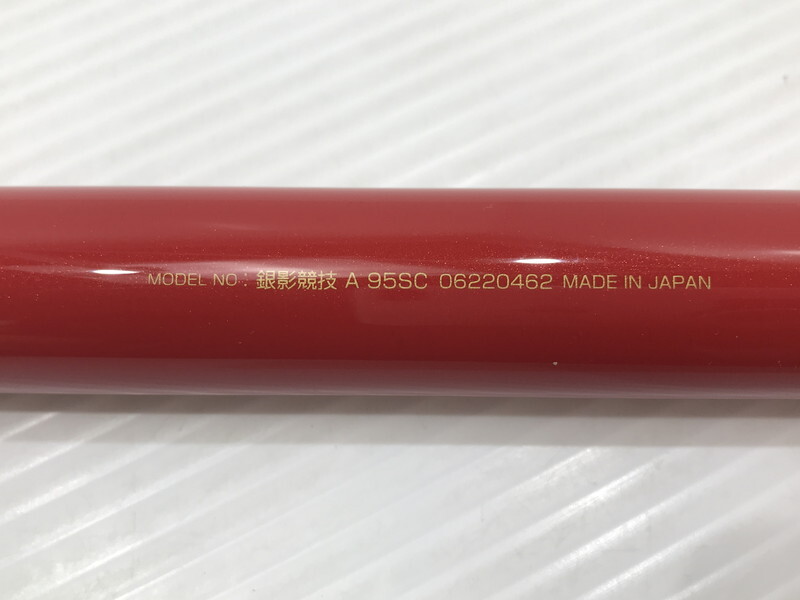 MODEL NO : 銀影競技 A 95SC 06220462 MADE IN JAPAN